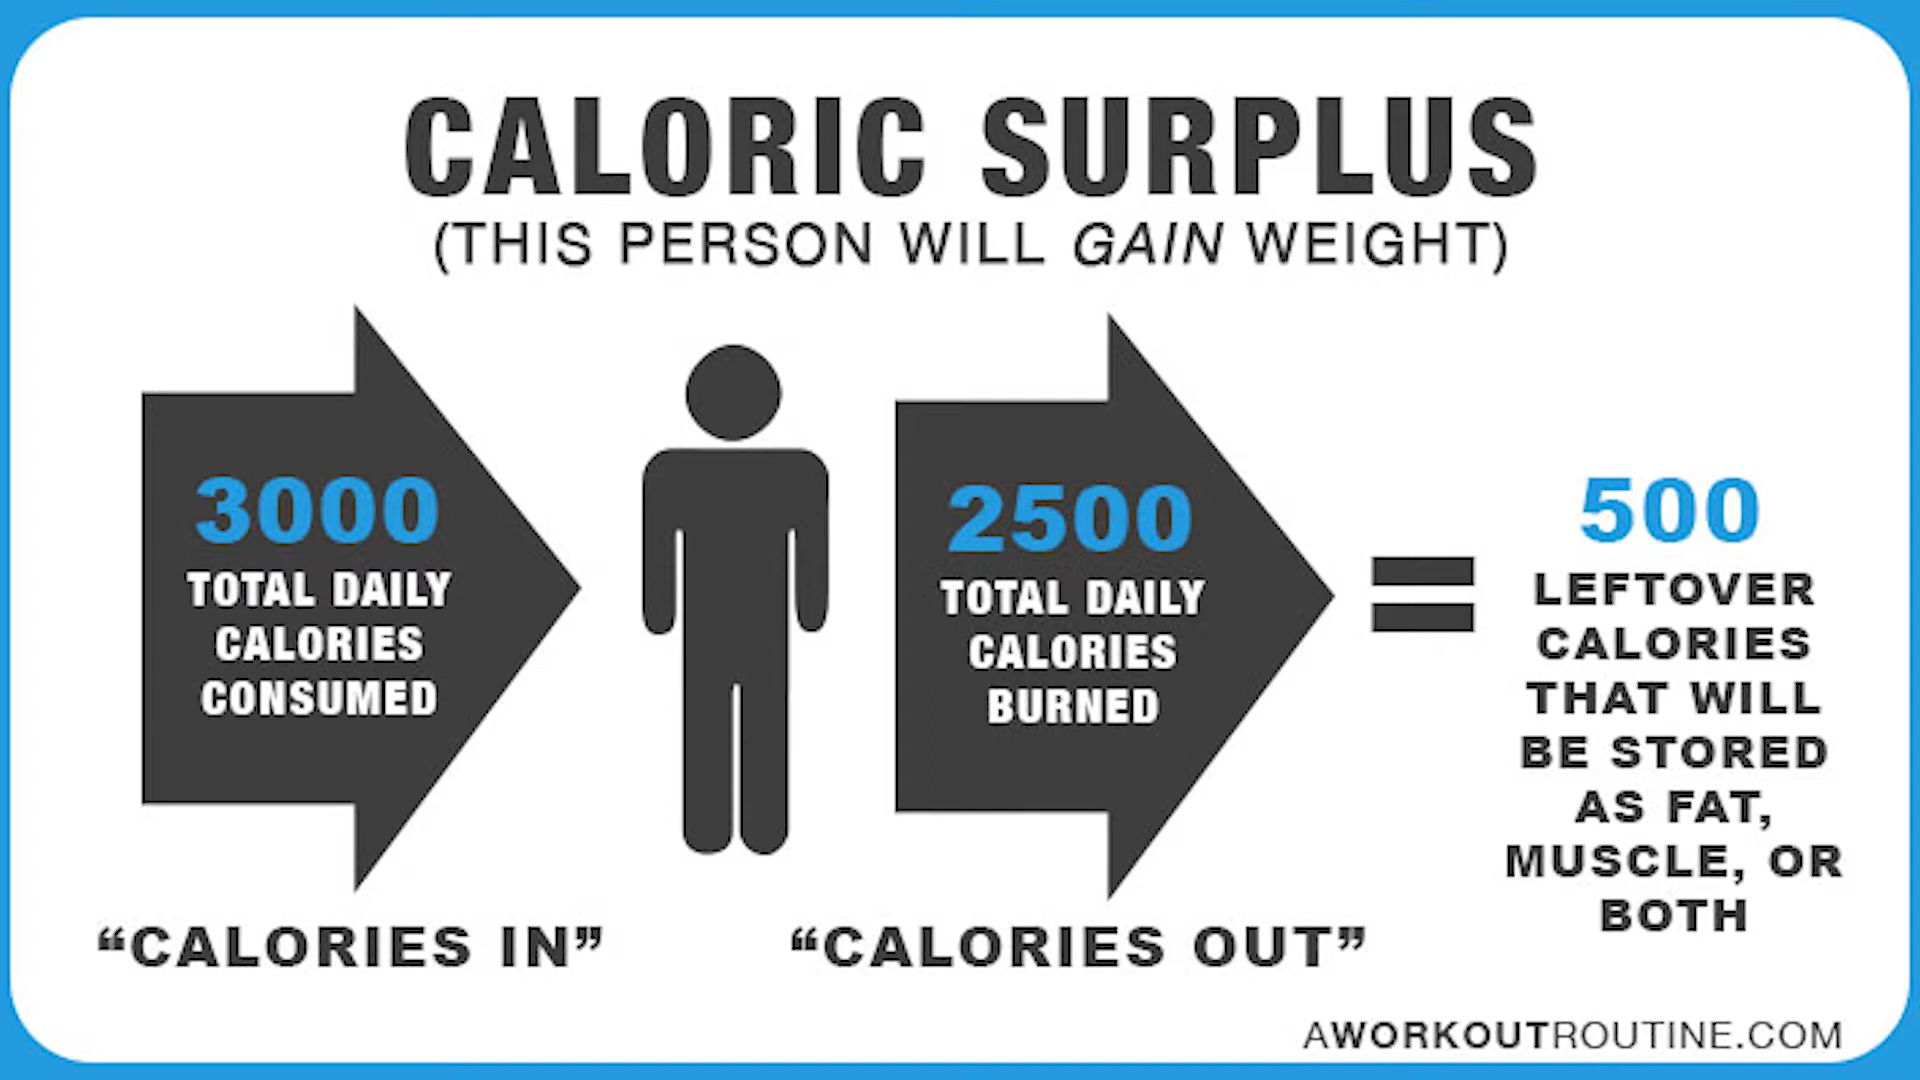 CALORIC SURPLUS
(THIS PERSON WILL GAIN WEIGHT)
3000
TOTAL DAILY
CALORIES
CONSUMED
“CALORIES IN”
2500
TOTAL DAILY
CALORIES
BURNED
“CALORIES OUT”
=
500
LEFTOVER
CALORIES
THAT WILL
BE STORED
AS FAT,
MUSCLE, OR
BOTH
AWORKOUTROUTINE.COM